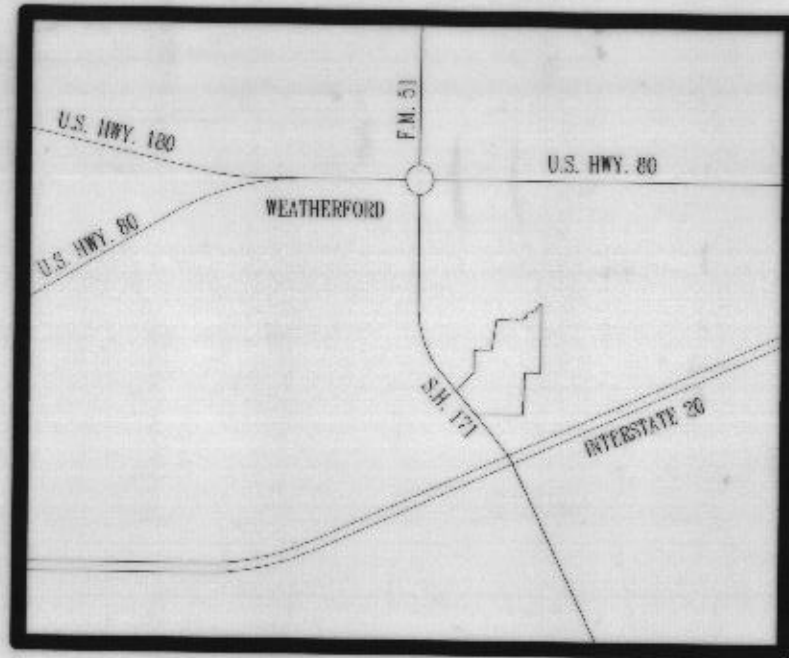 U.S. HWY. 180
F.M. 51
U.S. HWY. 80
WEATHERFORD
U.S. HWY. 80
S.H. 171
INTERSTATE 20